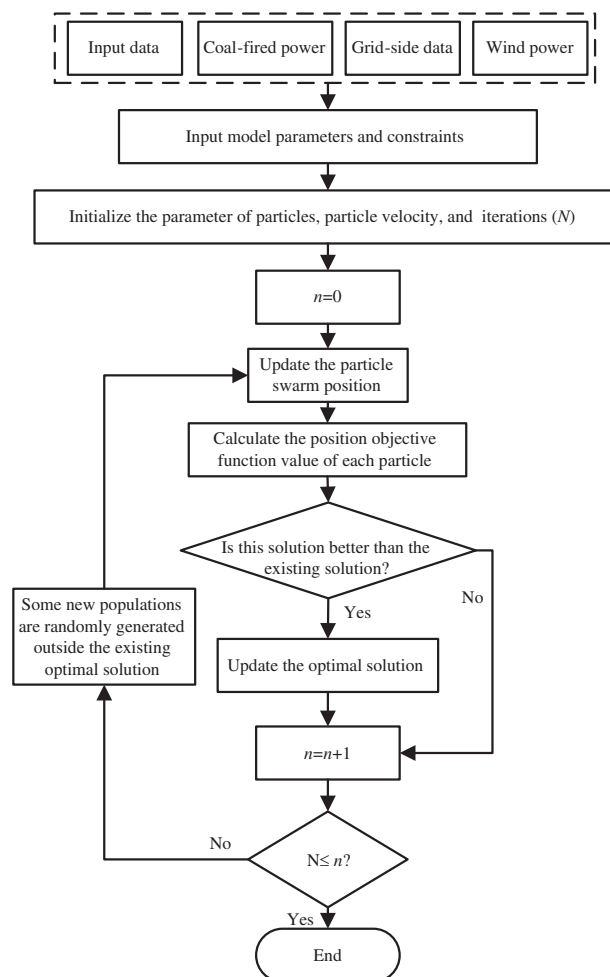 Input data
Coal-fired power
Grid-side data
Wind power
Input model parameters and constraints
Initialize the parameter of particles, particle velocity, and iterations (N)
n=0
Update the particle
swarm position
Calculate the position objective
function value of each particle
Is this solution better than the
existing solution?
No
Yes
Some new populations
are randomly generated
outside the existing
optimal solution
Update the optimal solution
n=n+1
No
N≤ n?
Yes
End